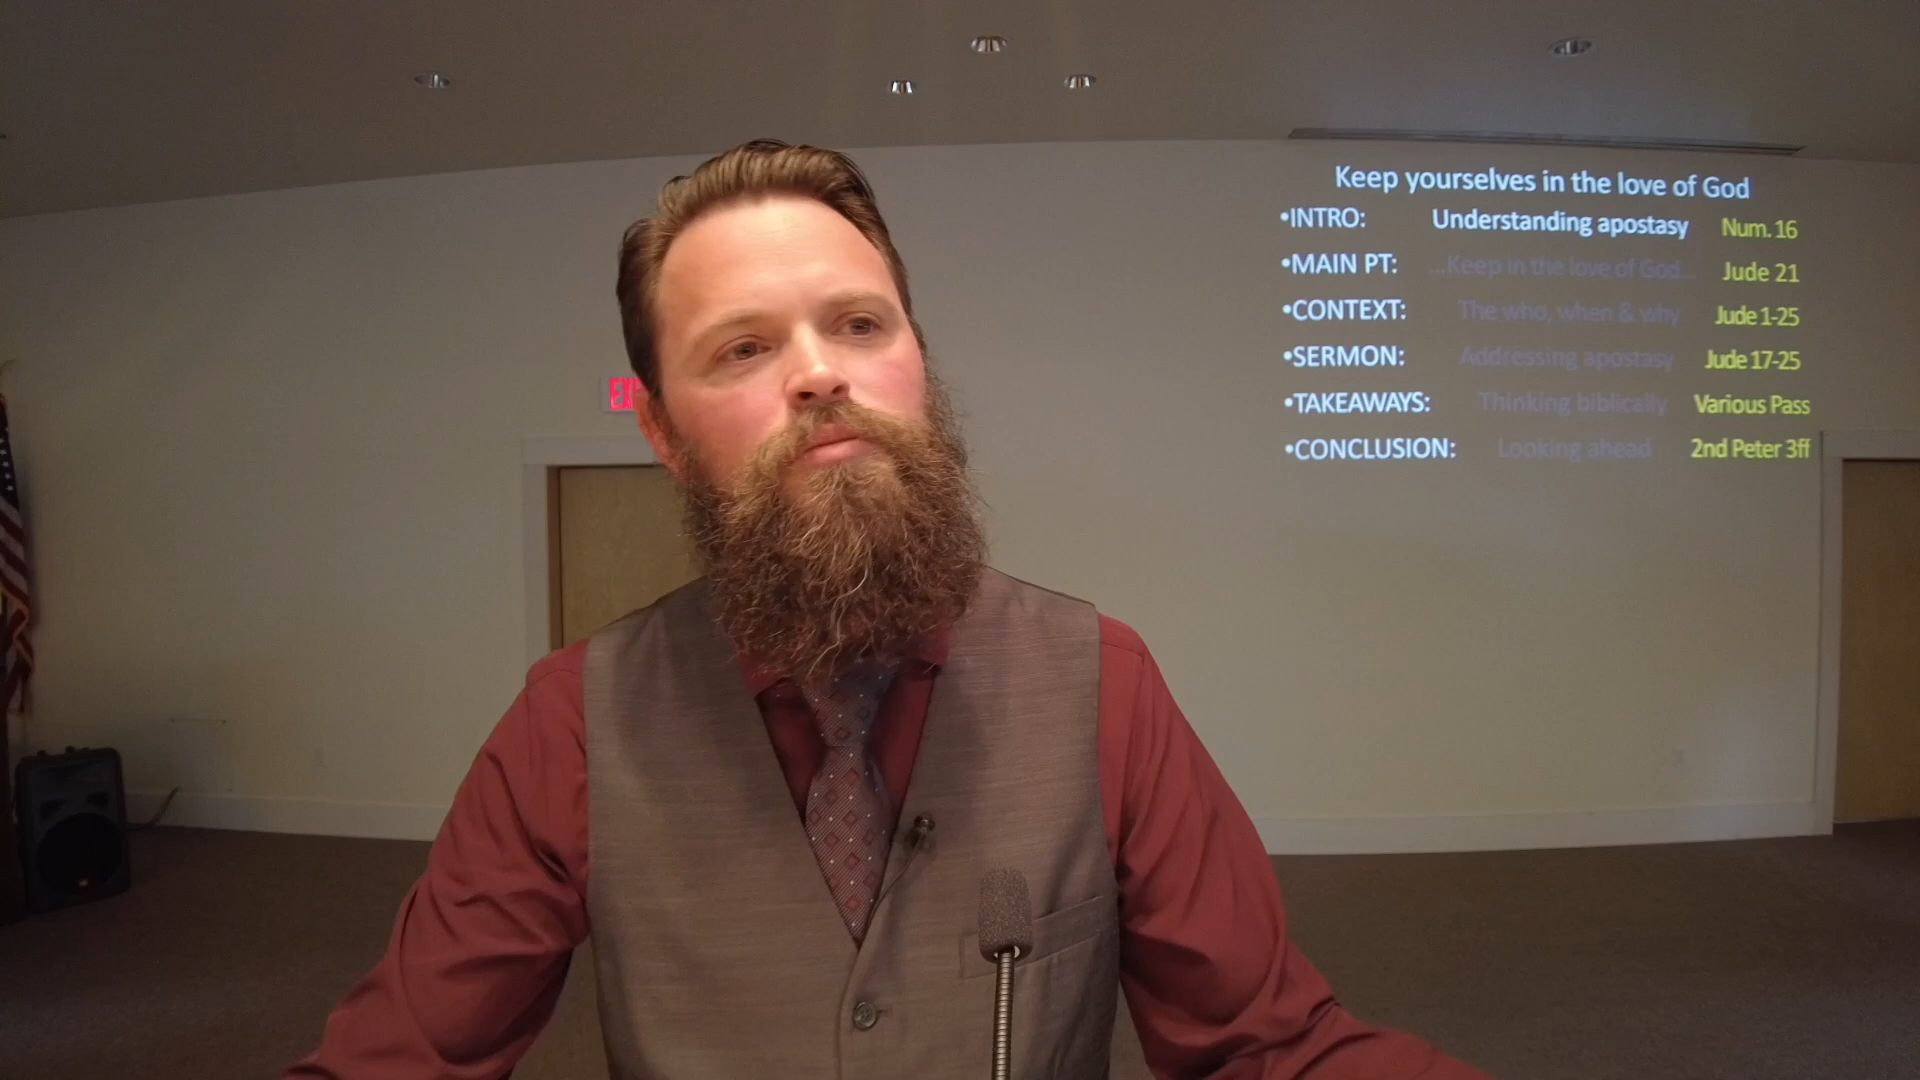 Keep yourselves in the love of God
•INTRO: Understanding apostasy Num. 16
•MAIN PT: ...Keep in the love of God... Jude 21
•CONTEXT: The who, when & why Jude 1-25
•SERMON: Addressing apostasy Jude 17-25
•TAKEAWAYS: Thinking biblically Various Pass
•CONCLUSION: Looking ahead 2nd Peter 3ff
EXI